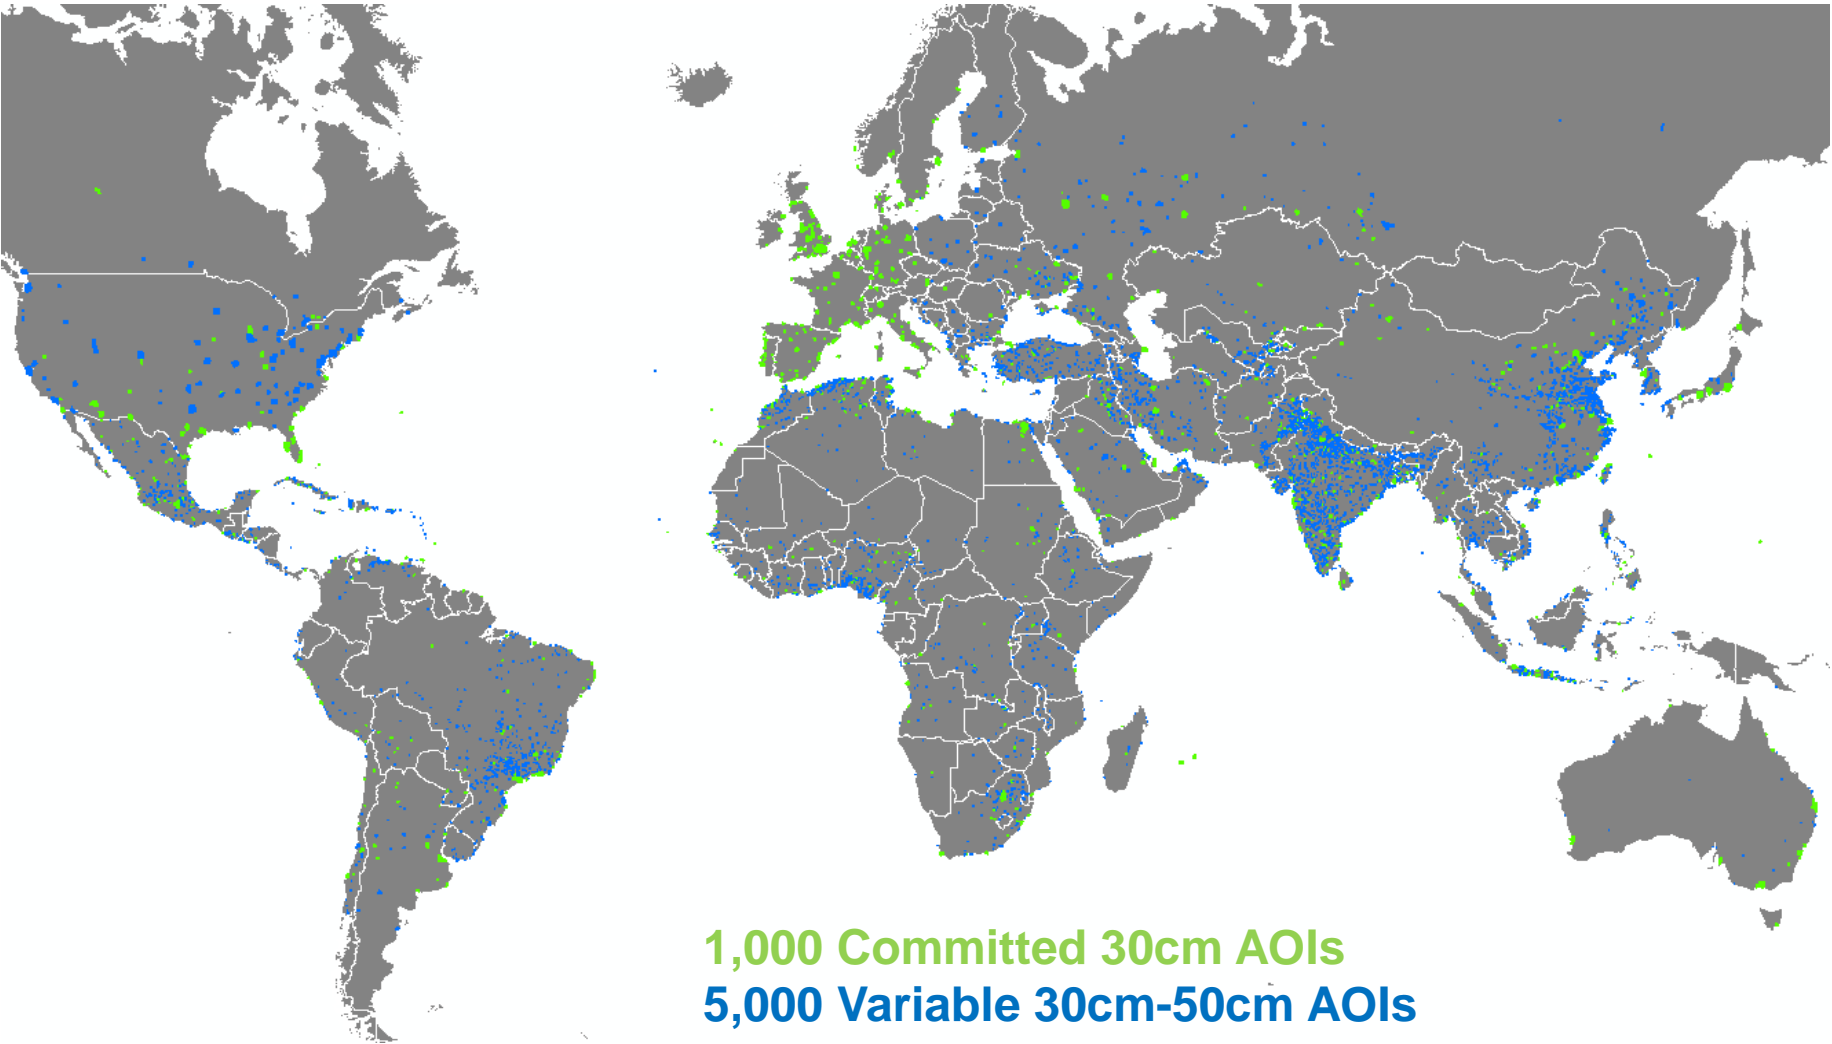 1,000 Committed 30cm AOIs
5,000 Variable 30cm-50cm AOIs